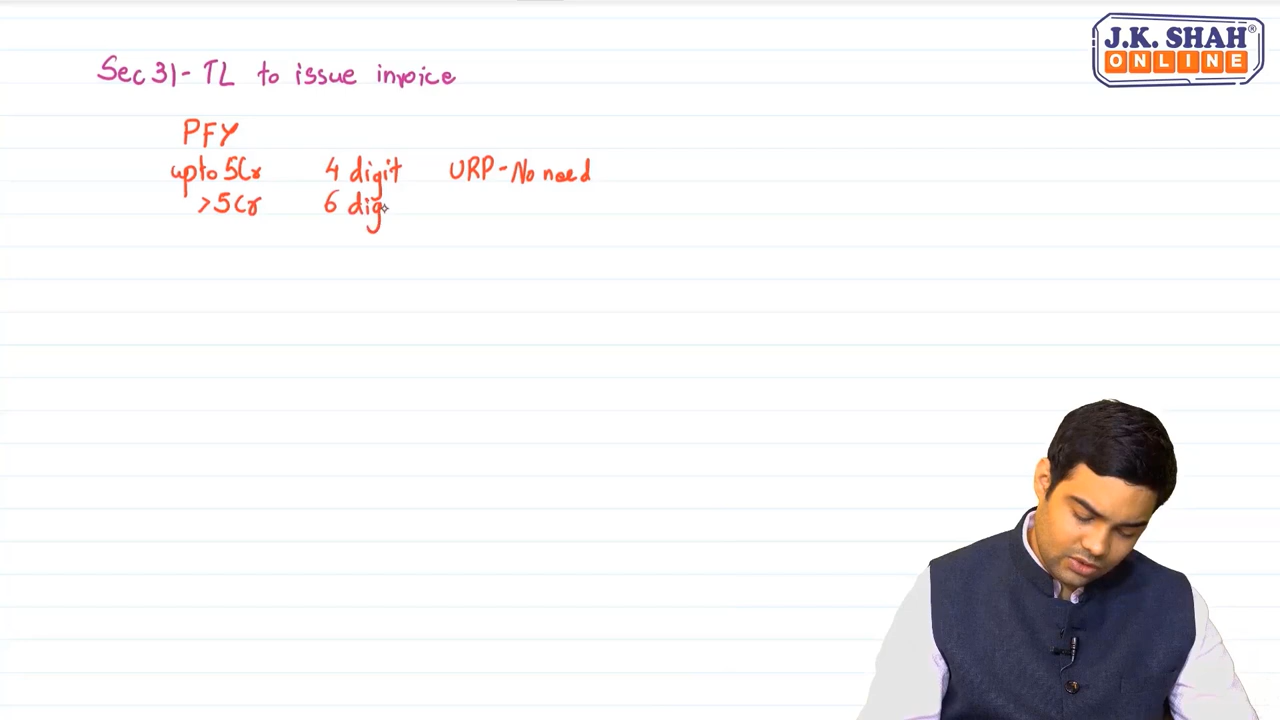 J.K. SHAH®
ONLINE
Sec 31- TL to issue invoice
PFY
upto 5Cr 4 digit URP-No need
>5Cr 6 dig